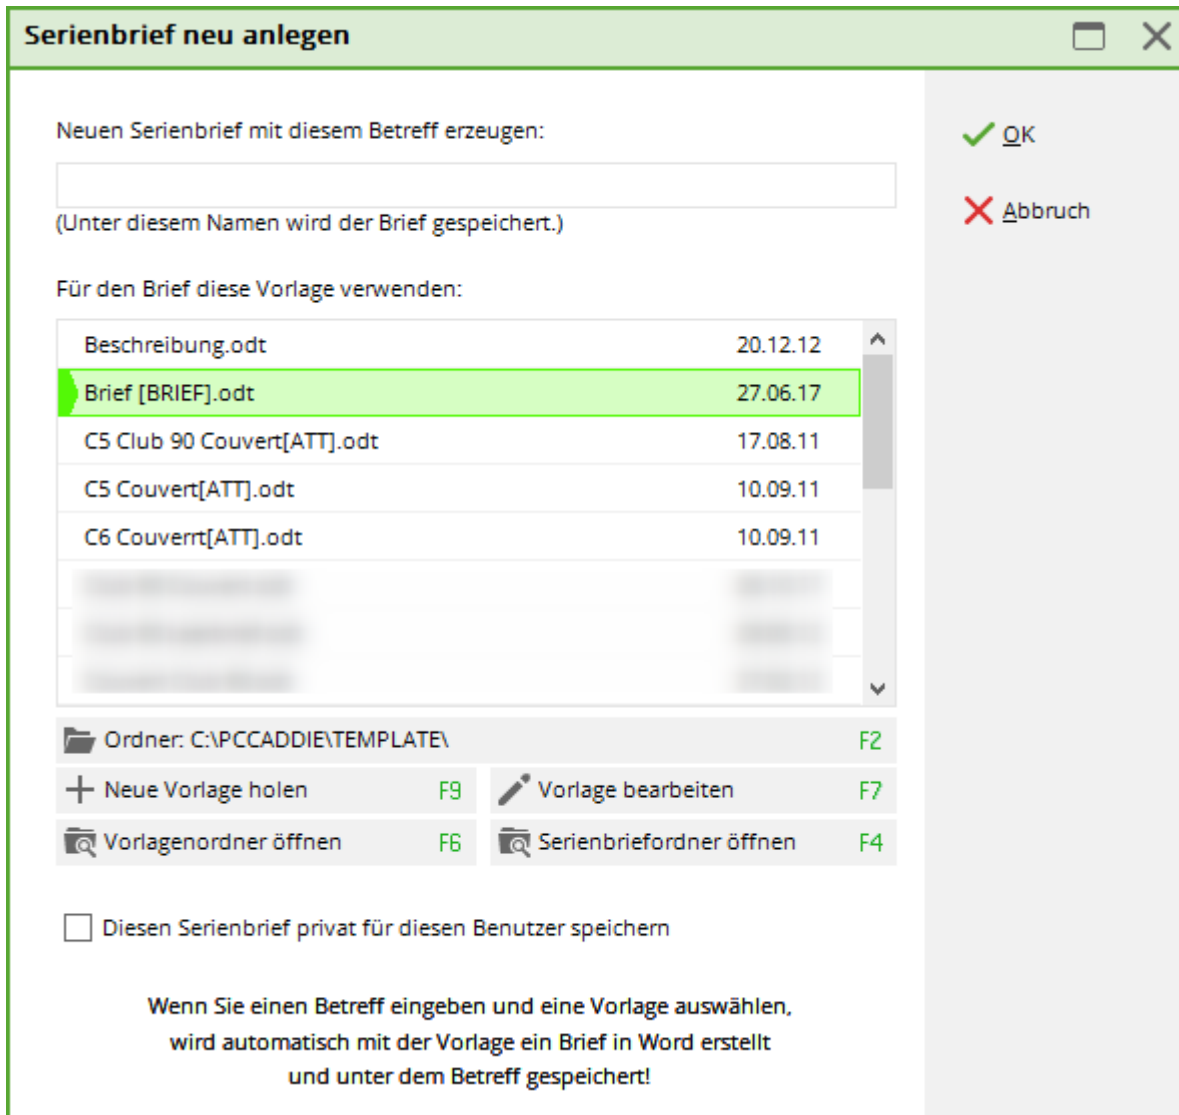 Serienbrief neu anlegen
Neuen Serienbrief mit diesem Betreff erzeugen:
OK
(Unter diesem Namen wird der Brief gespeichert.)
Abbruch
Für den Brief diese Vorlage verwenden:
Beschreibung.odt 20.12.12
Brief [BRIEF].odt 27.06.17
C5 Club 90 Couvert[ATT].odt 17.08.11
C5 Couvert[ATT].odt 10.09.11
C6 Couverrt[ATT].odt 10.09.11
Ordner: C:\PCCADDIE\TEMPLATE\ F2
Neue Vorlage holen F9 Vorlage bearbeiten F7
Vorlagenordner öffnen F6 Serienbriefordner öffnen F4
Diesen Serienbrief privat für diesen Benutzer speichern
Wenn Sie einen Betreff eingeben und eine Vorlage auswählen,
wird automatisch mit der Vorlage ein Brief in Word erstellt
und unter dem Betreff gespeichert!